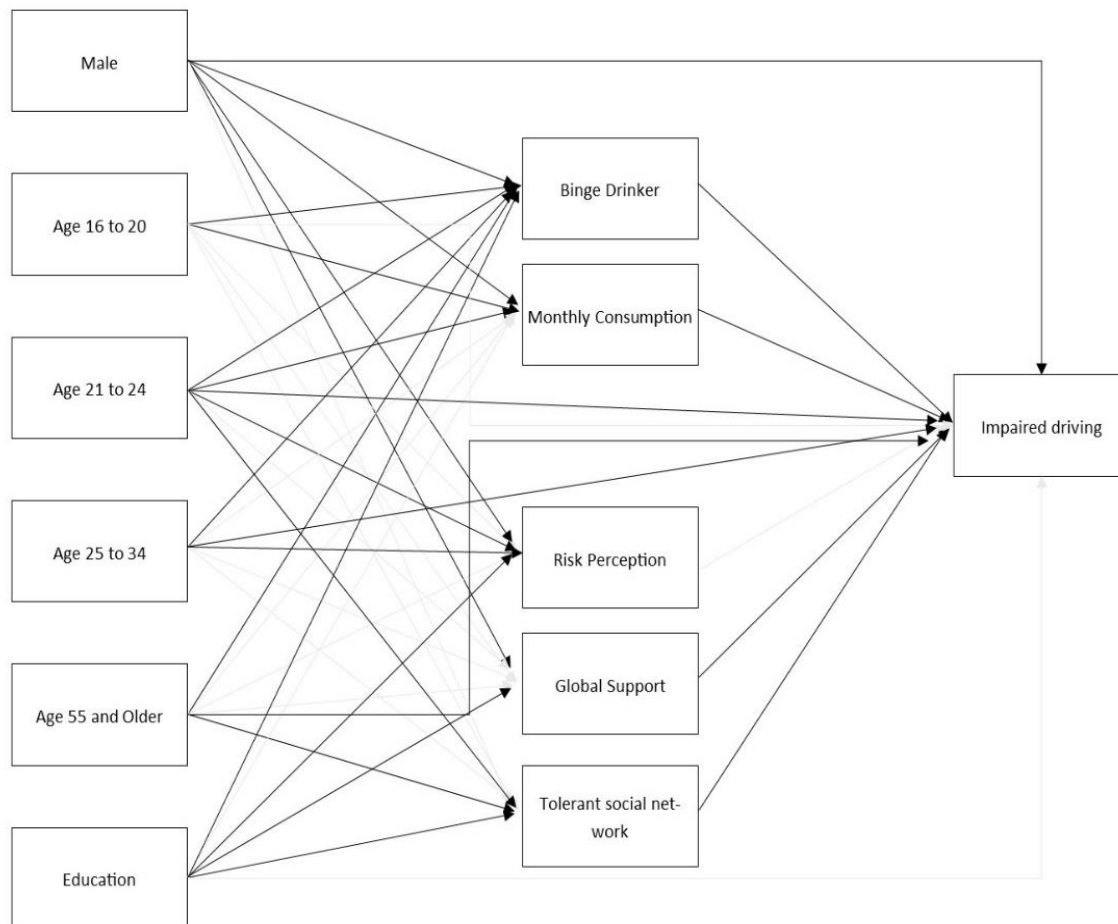 Male
Age 16 to 20
Age 21 to 24
Age 25 to 34
Age 55 and Older
Education
Binge Drinker
Monthly Consumption
Risk Perception
Global Support
Tolerant social net-
work
Impaired driving